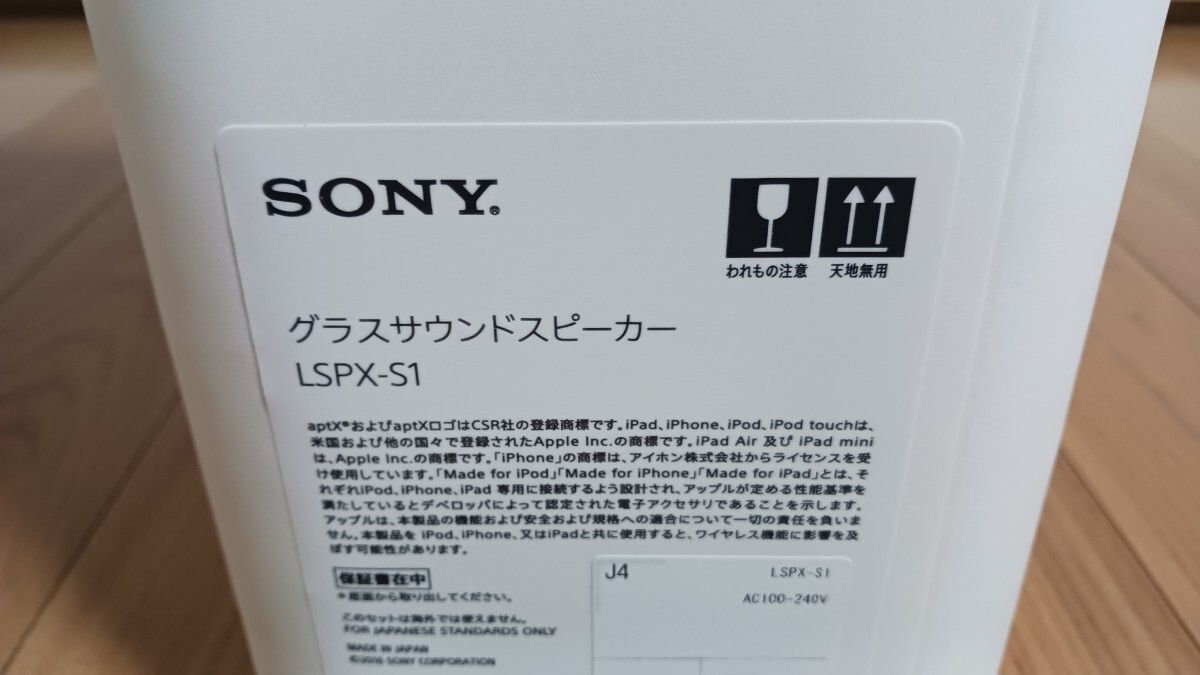 SONY®
われもの注意
天地無用
グラスサウンドスピーカー
LSPX-S1
aptX®およびaptXロゴはCSR社の登録商標です。iPad、iPhone、iPod、iPod touchは、
米国および他の国々で登録されたApple Inc.の商標です。iPad Air 及び iPad mini
は、Apple Inc.の商標です。「iPhone」の商標は、アイホン株式会社からライセンスを受
け使用しています。「Made for iPod」「Made for iPhone」「Made for iPad」とは、そ
れぞれiPod、iPhone、iPad 専用に接続するよう設計され、アップルが定める性能基準を
満たしているとデベロッパによって認定された電子アクセサリであることを示します。
アップルは、本製品の機能および安全および規格への適合について一切の責任を負いま
せん。本製品を iPod、iPhone、又はiPadと共に使用すると、ワイヤレス機能に影響を及
ぼす可能性があります。
保証書在中
*底面から取り出してください。
このセットは海外では使えません。
FOR JAPANESE STANDARDS ONLY
MADE IN JAPAN
©2016 SONY CORPORATION
J4
LSPX-S1
AC100-240V